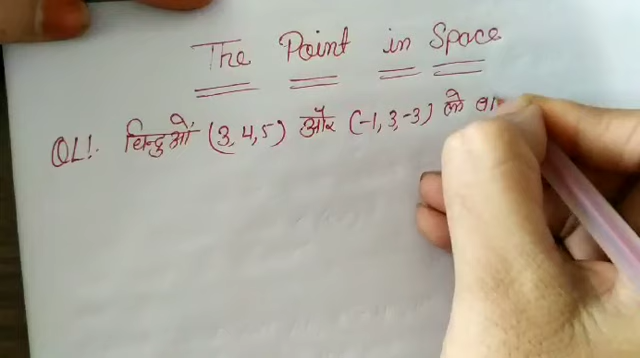 The Point in Space
Q1. बिन्दुओं (3,4,5) और (-1,3,-3) के